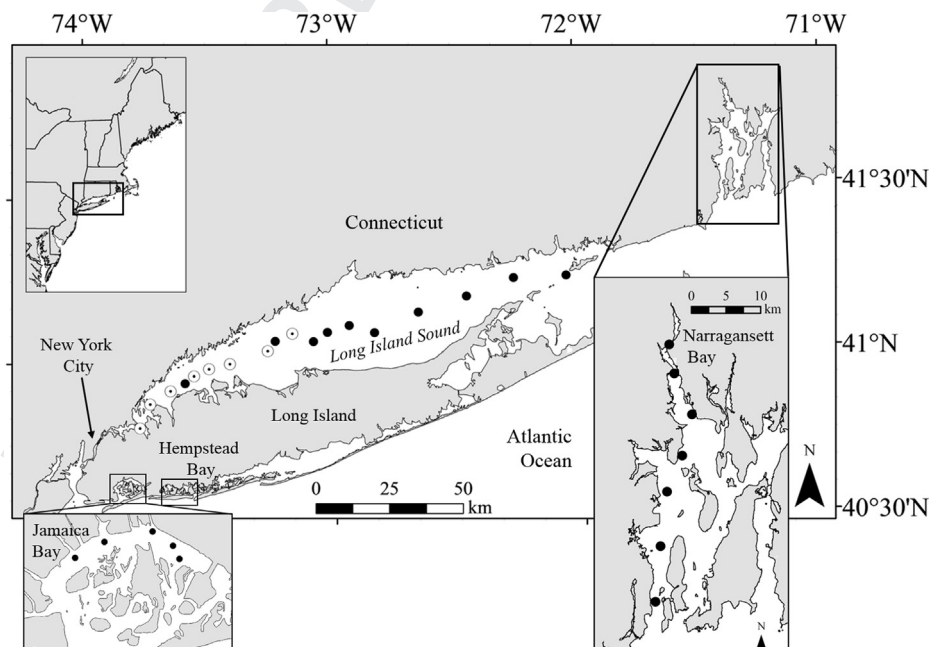 74°W 73°W 72°W 71°W
41°30'N
Connecticut
0 5 10
km
Narragansett
Bay
41°N
Long Island Sound
New York
City
Long Island
Hempstead
Bay
Atlantic
Ocean
N
0 25 50
km
40°30'N
Jamaica
Bay
N